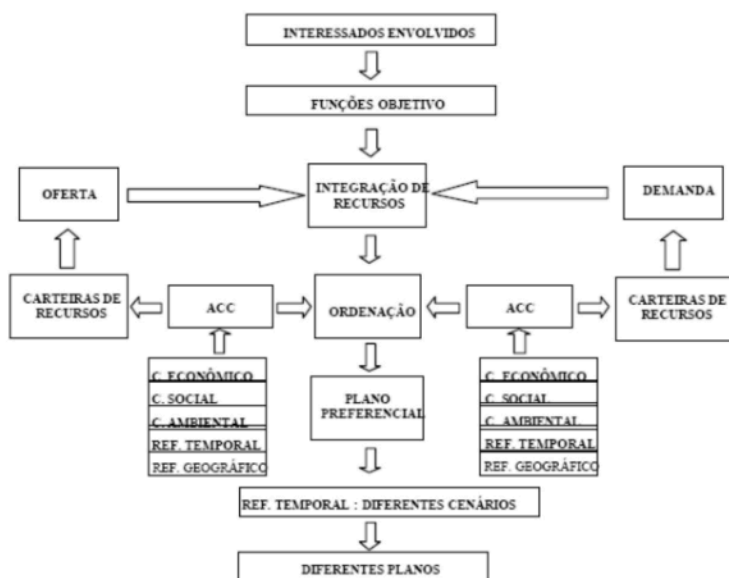 INTERESSADOS ENVOLVIDOS
FUNÇÕES OBJETIVO
OFERTA
INTEGRAÇÃO DE
RECURSOS
DEMANDA
CARTEIRAS DE
RECURSOS
ACC
ORDENAÇÃO
ACC
CARTEIRAS DE
RECURSOS
C. ECONÔMICO
C. SOCIAL
C. AMBIENTAL
REF. TEMPORAL
REF. GEOGRÁFICO
PLANO
PREFERENCIAL
C. ECONÔMICO
C. SOCIAL
C. AMBIENTAL
REF. TEMPORAL
REF. GEOGRÁFICO
REF. TEMPORAL : DIFERENTES CENÁRIOS
DIFERENTES PLANOS